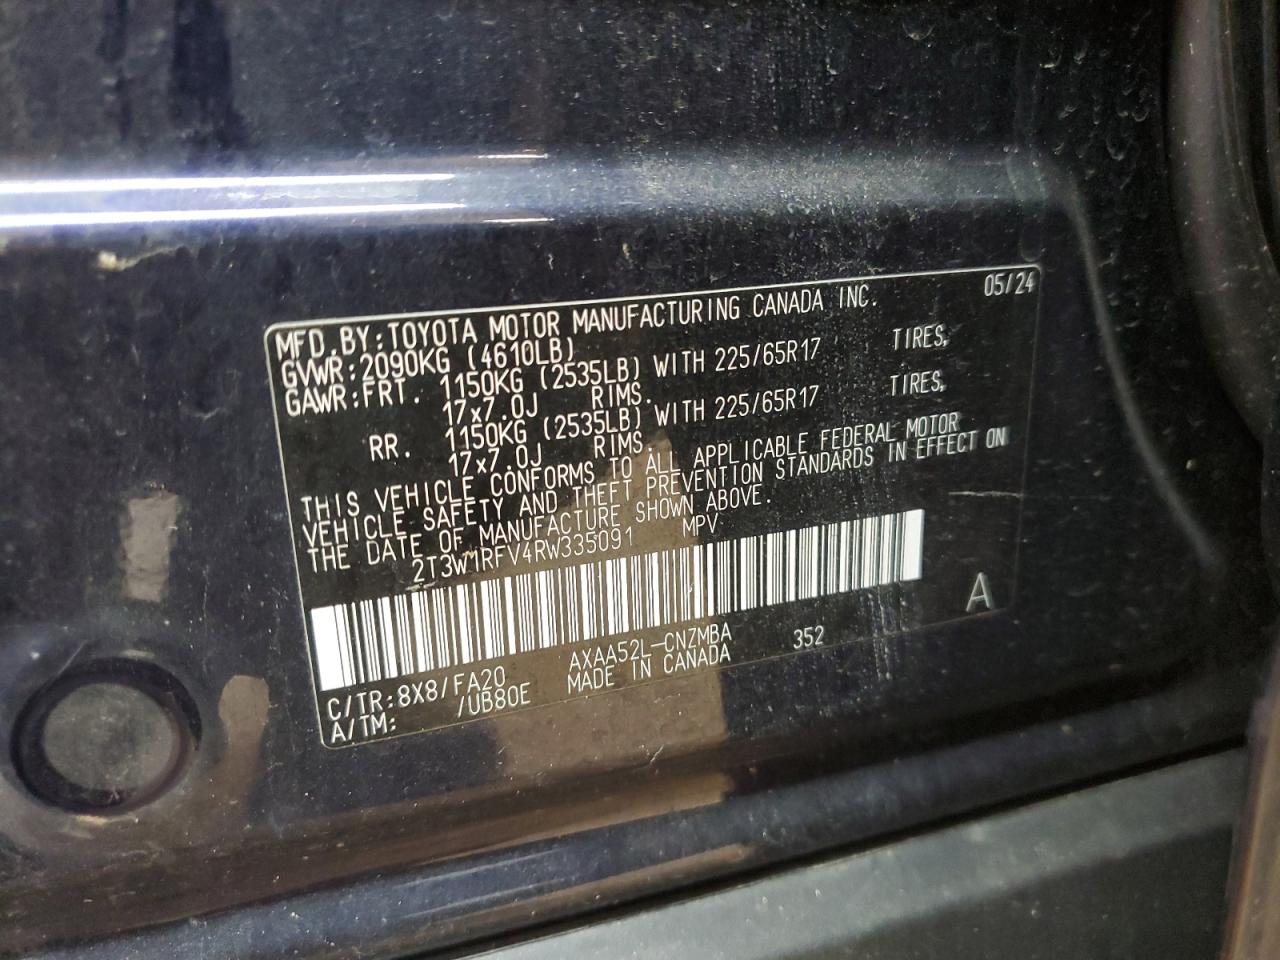 MFD.BY:TOYOTA MOTOR MANUFACTURING CANADA INC. 05/24
GVWR:2090KG (4610LB)
GAWR:FRT. 1150KG (2535LB) WITH 225/65R17 TIRES,
17x7.0J RIMS.
RR. 1150KG (2535LB) WITH 225/65R17 TIRES,
17x7.0J RIMS.
THIS VEHICLE CONFORMS TO ALL APPLICABLE FEDERAL MOTOR
VEHICLE SAFETY AND THEFT PREVENTION STANDARDS IN EFFECT ON
THE DATE OF MANUFACTURE SHOWN ABOVE.
2T3W1RFV4RW335091 MPV
A
C/TR:8X8/FA20 AXAA52L-CNZMBA 352
A/TM: /UB80E MADE IN CANADA